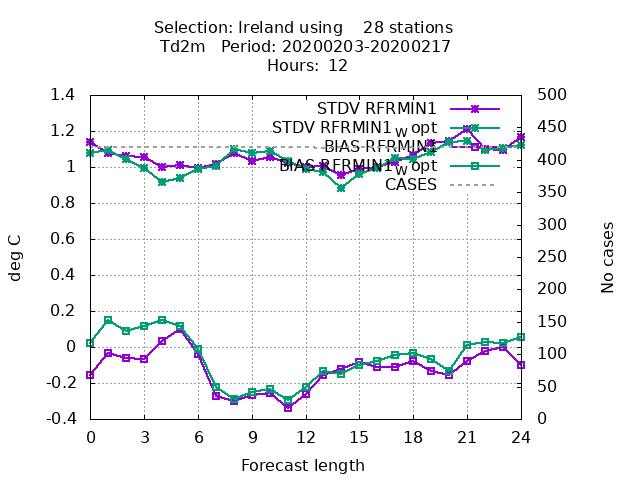 Selection: Ireland using 28 stations
Td2m Period: 20200203-20200217
Hours: 12
1.4
1.2
1
0.8
0.6
0.4
0.2
0
-0.2
-0.4
500
450
400
350
300
250
200
150
100
50
0
0 3 6 9 12 15 18 21 24
deg C
No cases
Forecast length
STDV RFRMIN1
STDV RFRMIN1_w opt
BIAS RFRMIN1
BIAS RFRMIN1_w opt
CASES